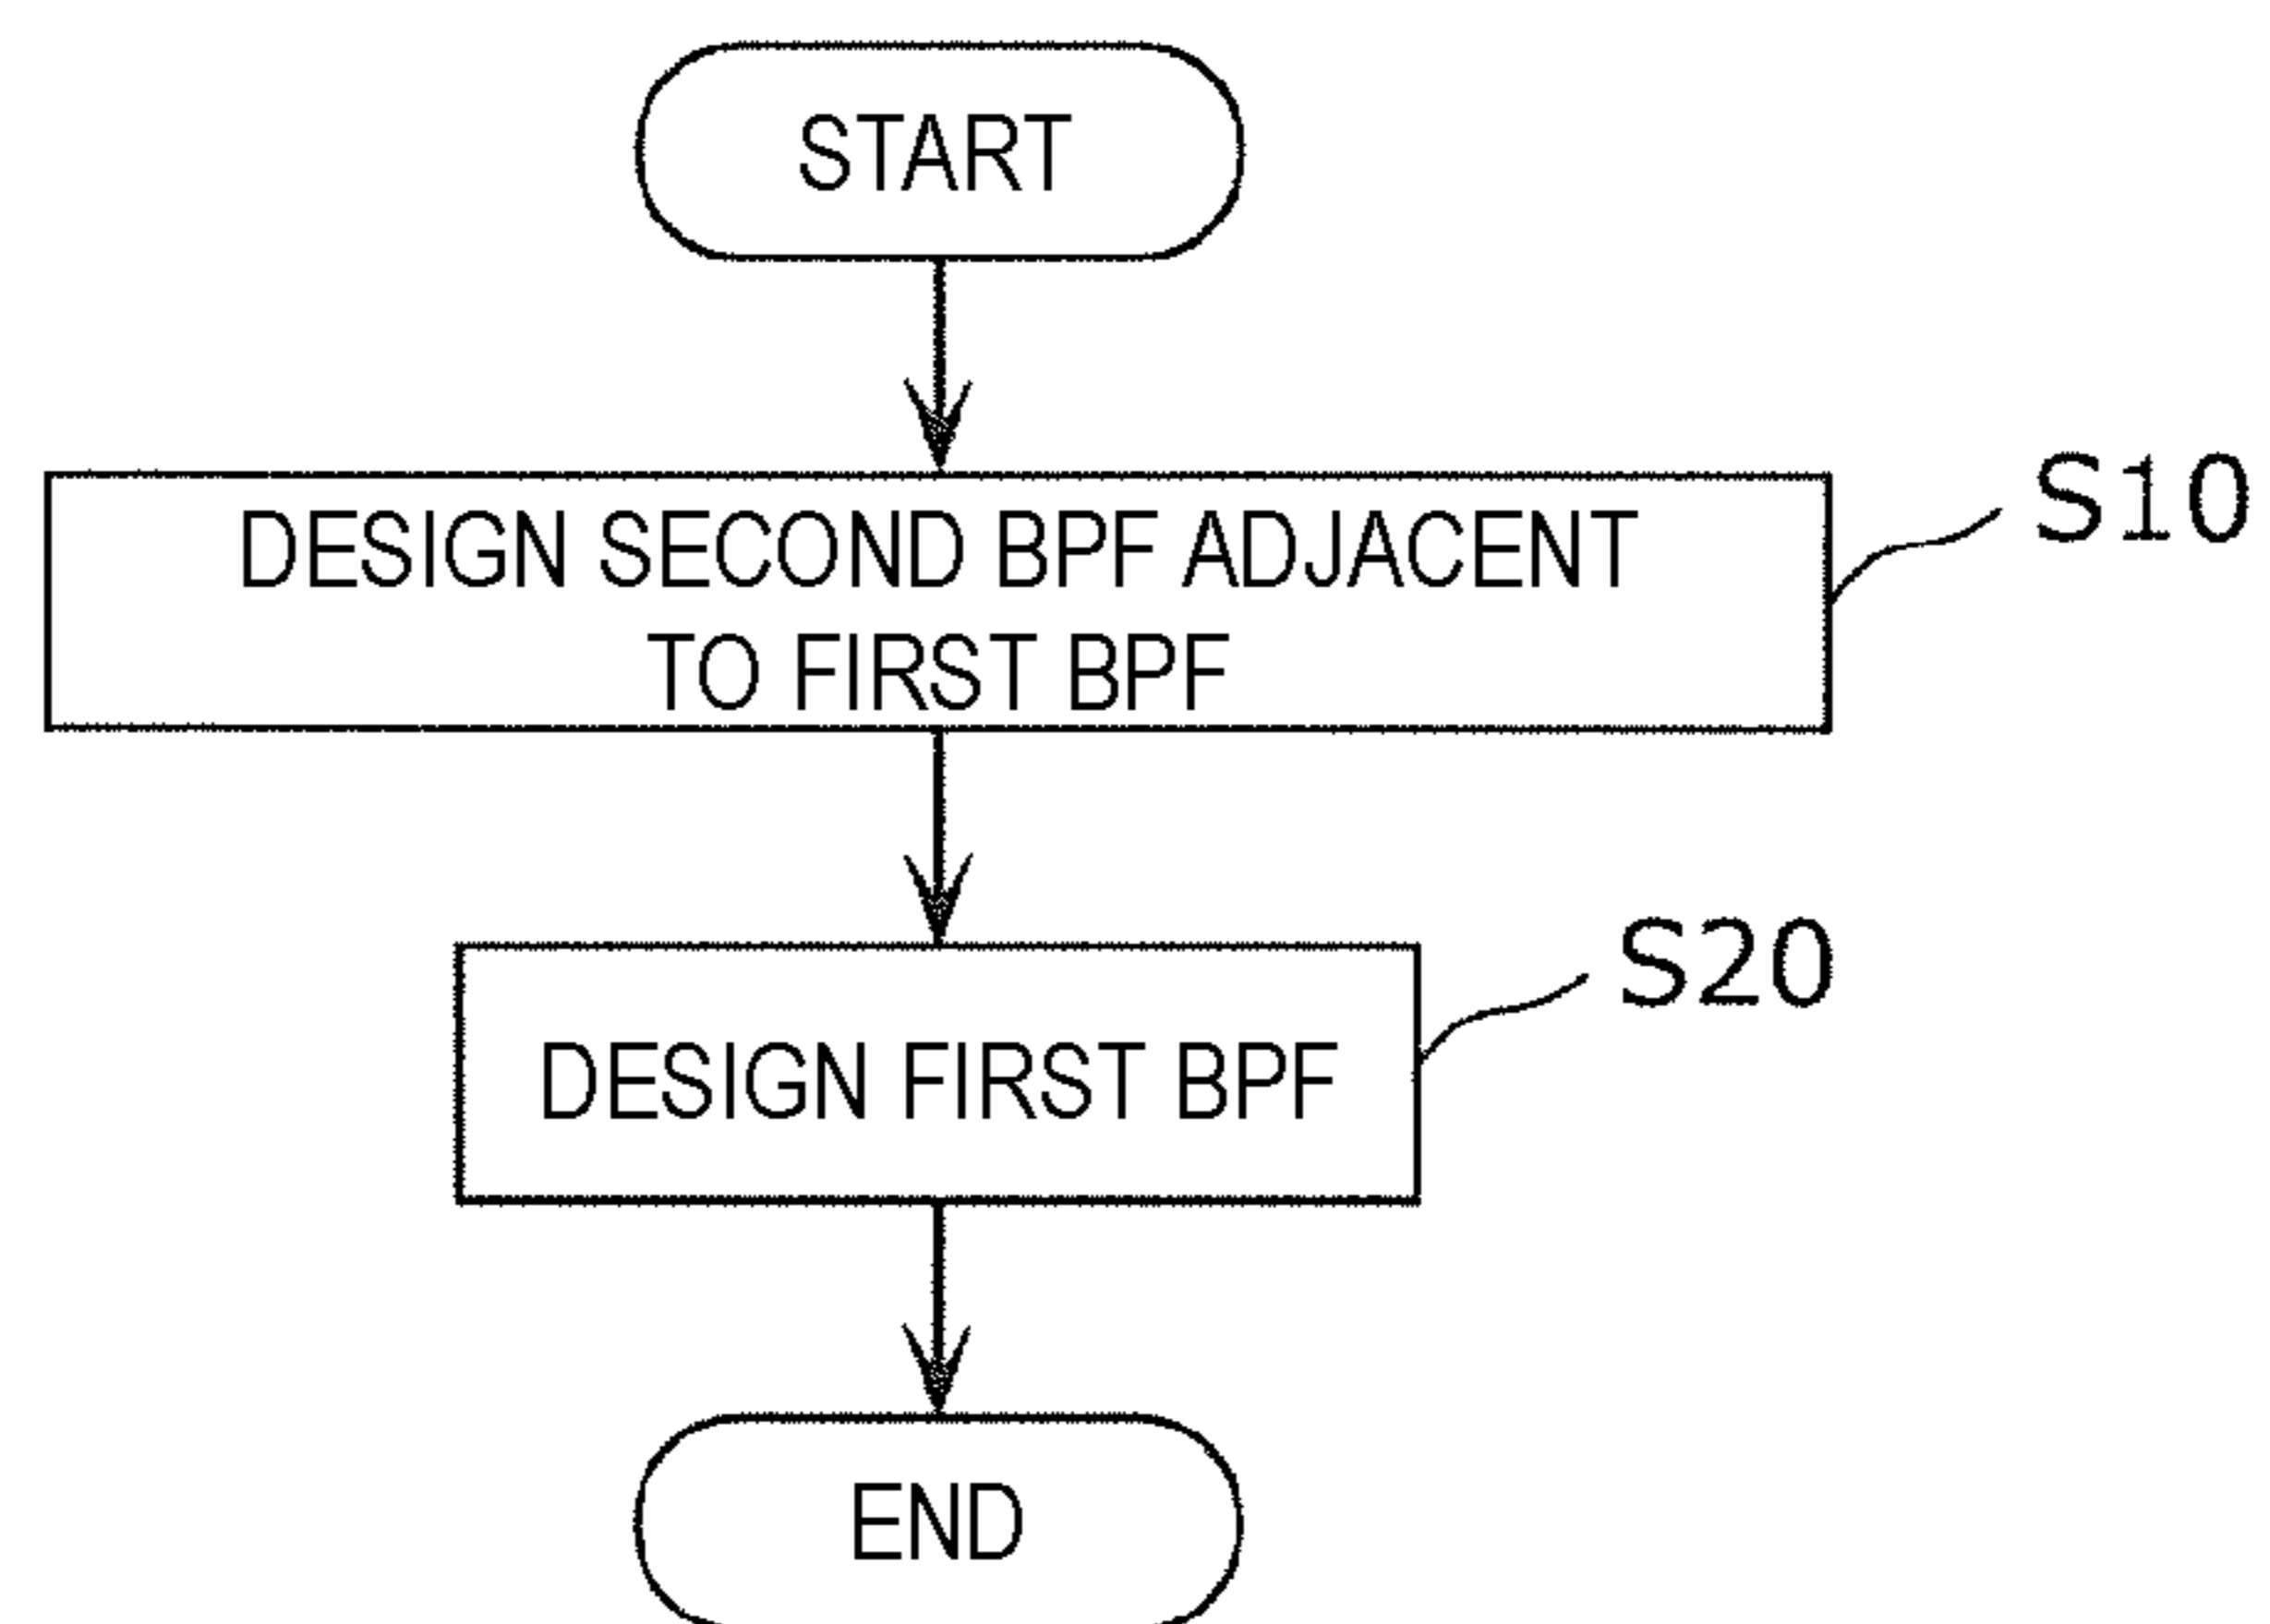 START
DESIGN SECOND BPF ADJACENT
TO FIRST BPF
S10
DESIGN FIRST BPF
S20
END